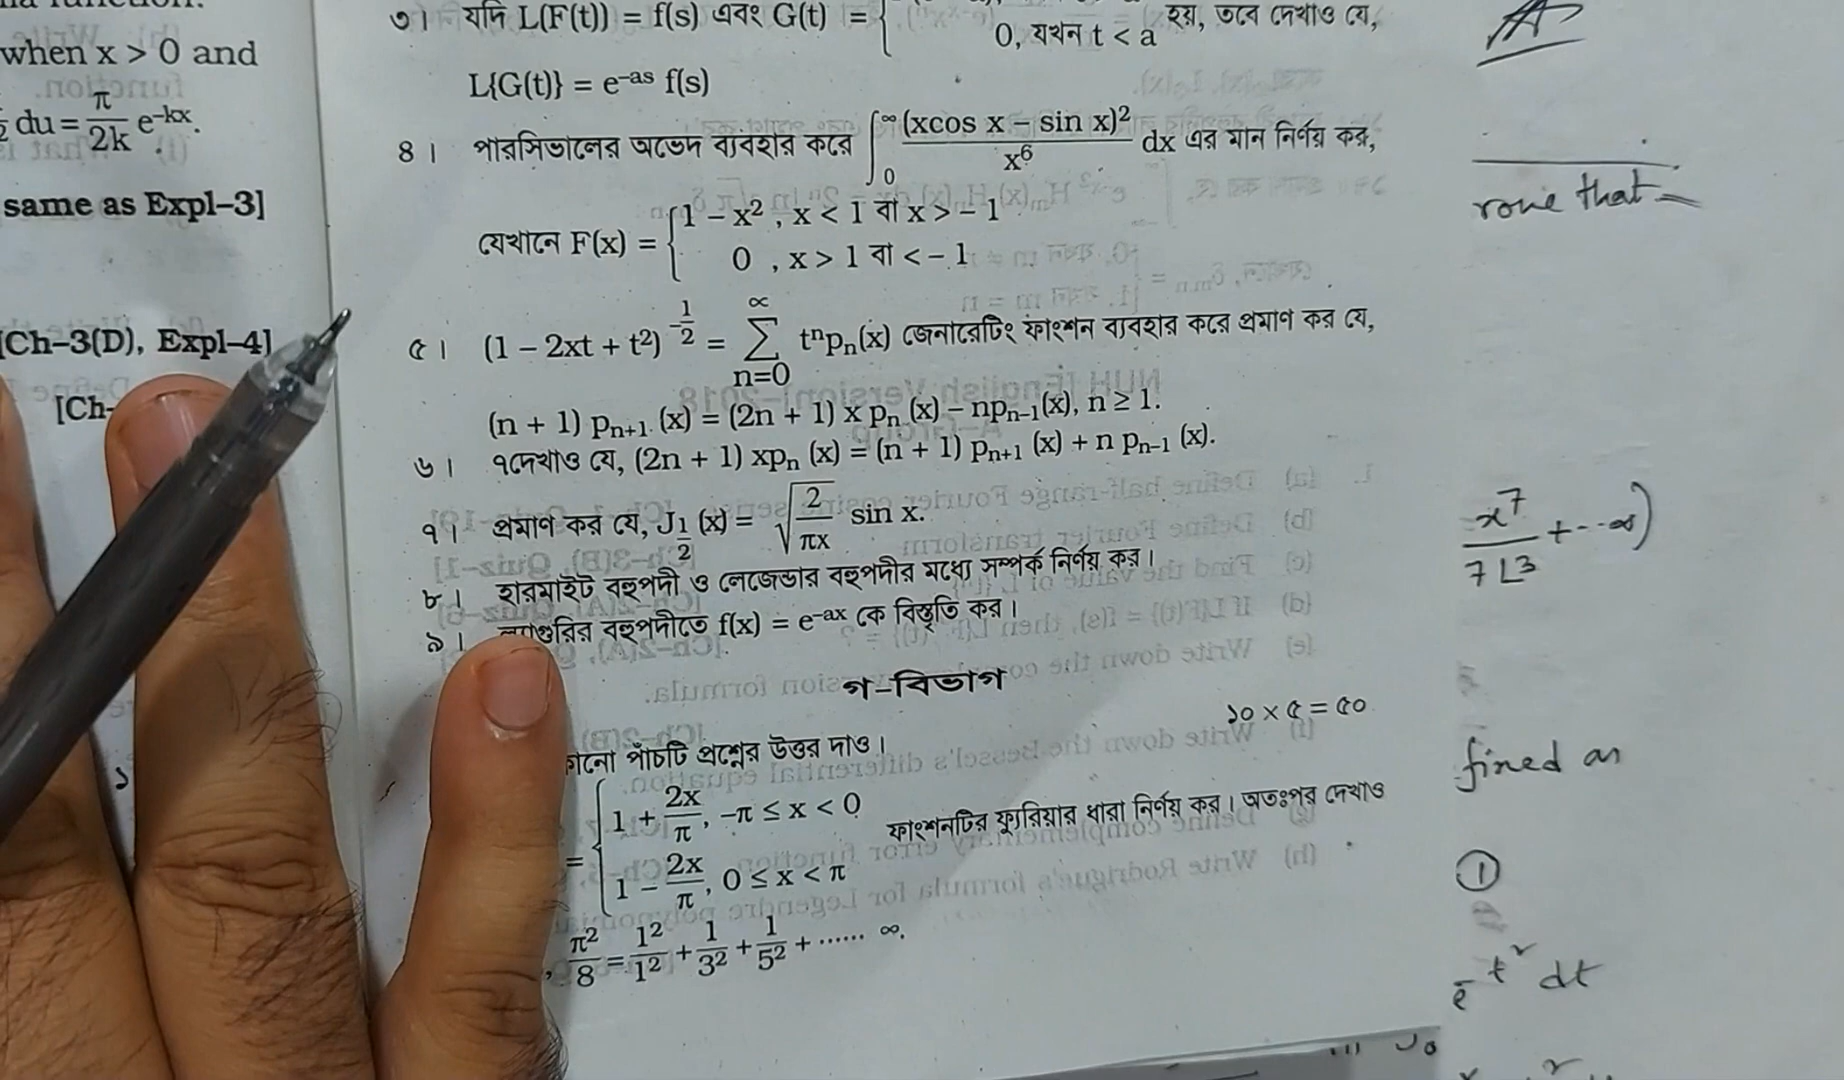 when x > 0 and
du = π/2k e^-kx.
same as Expl–3]
[Ch–3(D), Expl–4]
[Ch-
৩। যদি L(F(t)) = f(s) এবং G(t) = { 0, যখন t < a হয়, তবে দেখাও যে,
L{G(t)} = e^-as f(s)
৪। পারসিভালের অভেদ ব্যবহার করে ∫₀^∞ (xcos x – sin x)²/x⁶ dx এর মান নির্ণয় কর,
যেখানে F(x) = { 1 – x² , x < 1 বা x > – 1
0 , x > 1 বা < – 1
৫। (1 – 2xt + t²)^-1/2 = ∑_{n=0}^∝ tⁿpₙ(x) জেনারেটিং ফাংশন ব্যবহার করে প্রমাণ কর যে,
(n + 1) pₙ₊₁ (x) = (2n + 1) x pₙ (x) – npₙ₋₁(x), n ≥ 1.
৬। ৭দেখাও যে, (2n + 1) xpₙ (x) = (n + 1) pₙ₊₁ (x) + n pₙ₋₁ (x).
৭। প্রমাণ কর যে, J_1/2 (x) = √(2/πx) sin x.
৮। হারমাইট বহুপদী ও লেজেন্ডার বহুপদীর মধ্যে সম্পর্ক নির্ণয় কর।
৯। বহুপদীতে f(x) = e^-ax কে বিস্তৃতি কর।
গ–বিভাগ
১০ × ৫ = ৫০
পাঁচটি প্রশ্নের উত্তর দাও।
= { 1 + 2x/π, –π ≤ x < 0
1 – 2x/π, 0 ≤ x < π
ফাংশনটির ফ্যুরিয়ার ধারা নির্ণয় কর। অতঃপর দেখাও
π²/8 = 1²/1² + 1/3² + 1/5² + ...... ∞.
rove that
x⁷/7L3 + --∞)
fined as
①
e^-t² dt